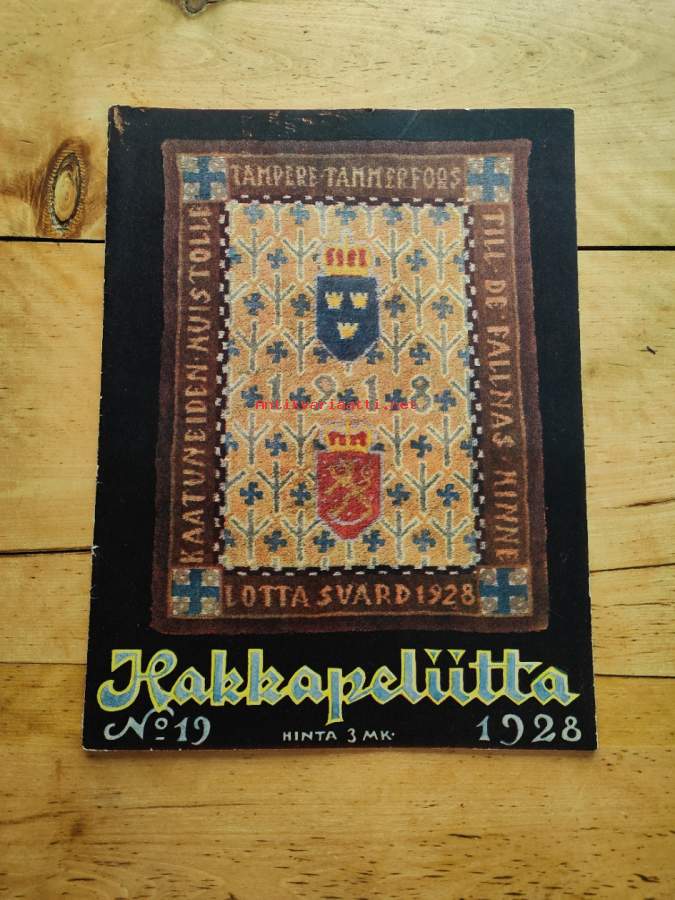 TAMPERE·TAMMERFORS
KAATUNEIDEN·MUISTOLLE
TILL·DE·FALLNAS·MINNE
1918
Antikvariaatti.net
LOTTA SVÄRD 1928
Hakkapeliitta
No 19
HINTA 3 MK·
1928